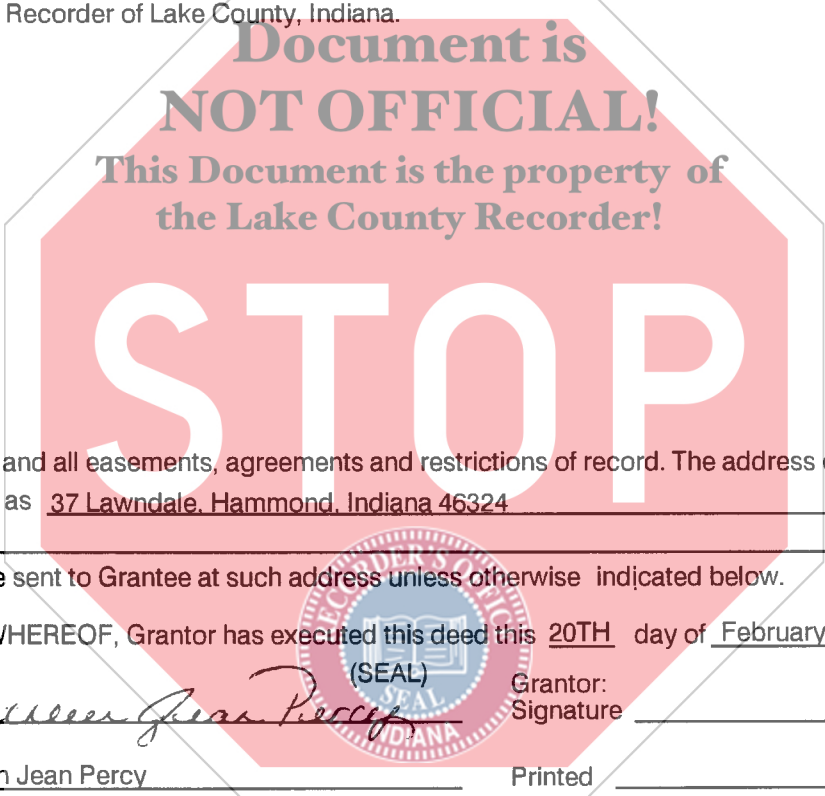 Recorder of Lake County, Indiana.
Document is
NOT OFFICIAL!
This Document is the property of
the Lake County Recorder!
STOP
and all easements, agreements and restrictions of record. The address
as 37 Lawndale, Hammond, Indiana 46324
sent to Grantee at such address unless otherwise indicated below.
WHEREOF, Grantor has executed this deed this 20TH day of February
RECORDER'S OFFICE
(SEAL)
SEAL
INDIANA
Grantor:
Jean Percy Signature
Jean Percy Printed